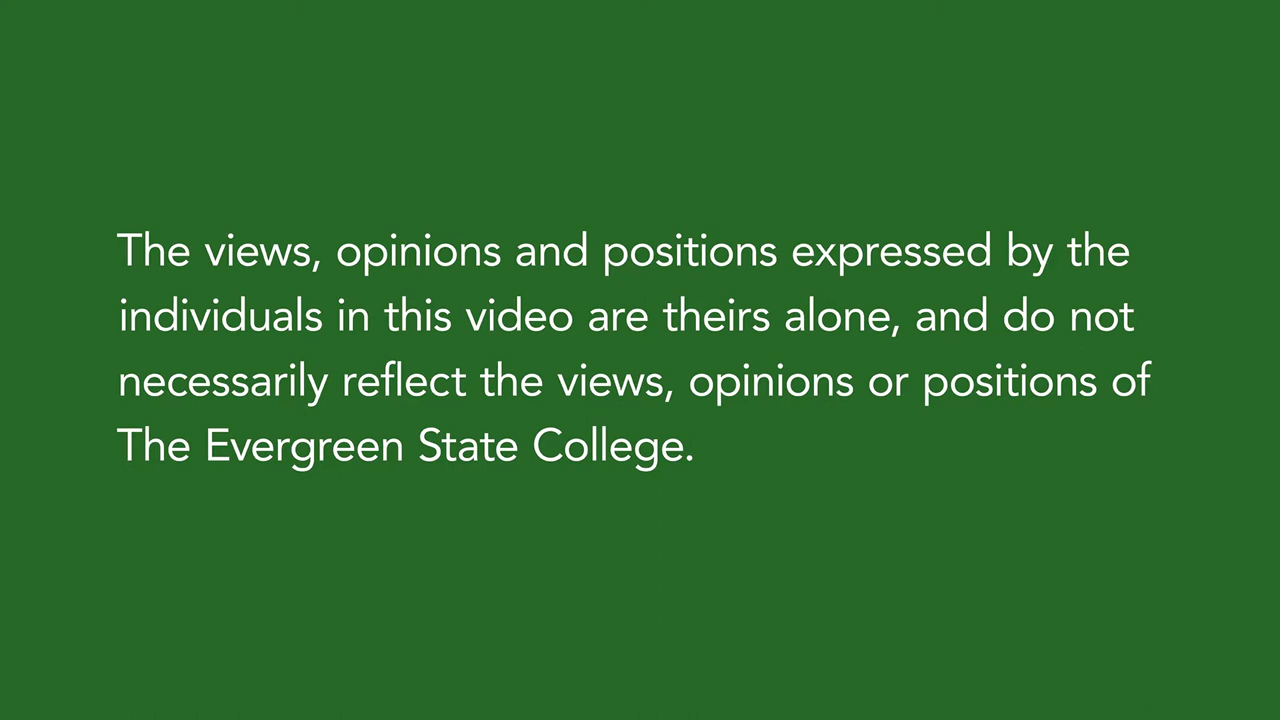 The views, opinions and positions expressed by the
individuals in this video are theirs alone, and do not
necessarily reflect the views, opinions or positions of
The Evergreen State College.